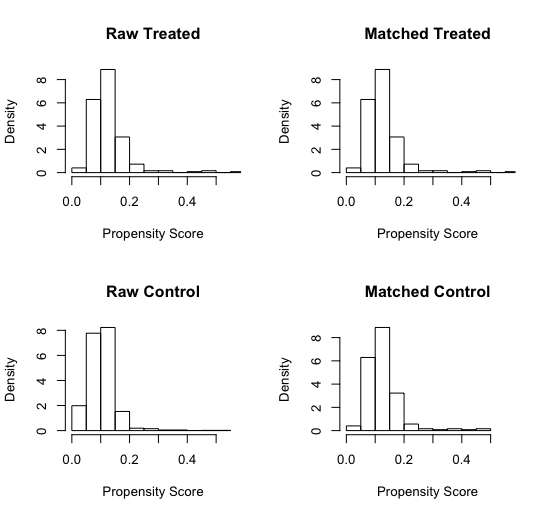 Raw Treated
Density
0 2 4 6 8
0.0 0.2 0.4
Propensity Score
Matched Treated
Density
0 2 4 6 8
0.0 0.2 0.4
Propensity Score
Raw Control
Density
0 2 4 6 8
0.0 0.2 0.4
Propensity Score
Matched Control
Density
0 2 4 6 8
0.0 0.2 0.4
Propensity Score